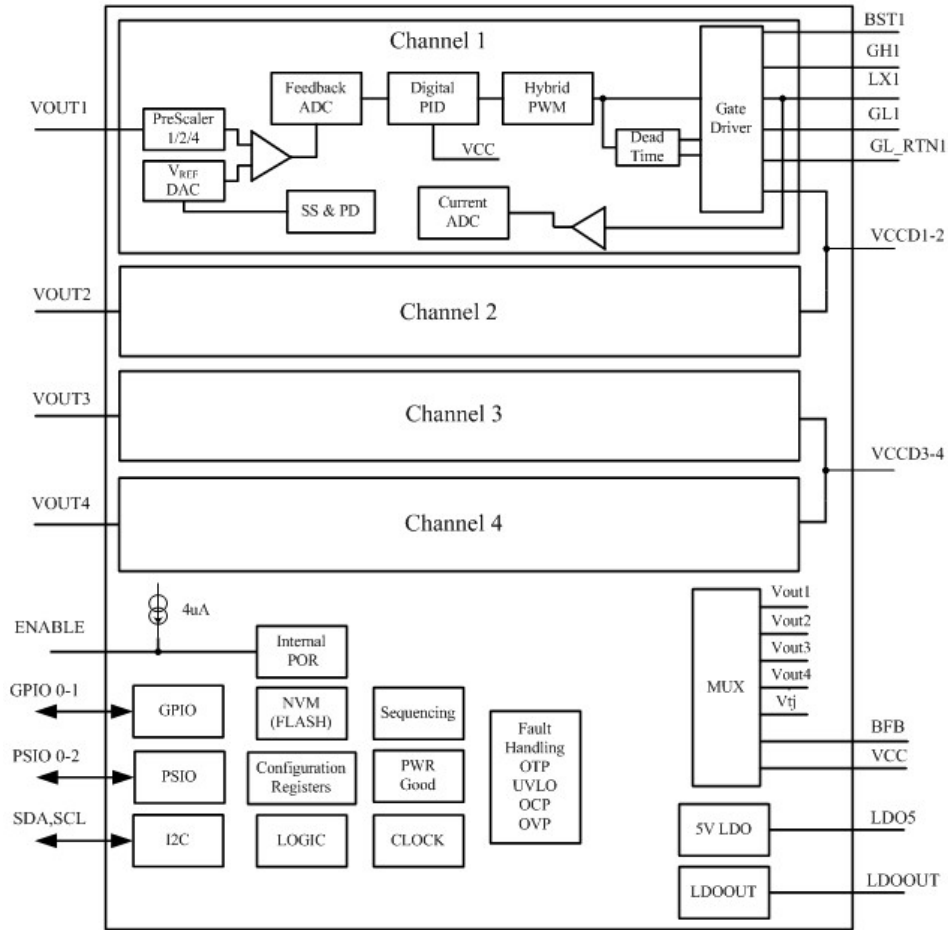 Channel 1
BST1
GH1
LX1
GL1
GL_RTN1
VCCD1-2
VOUT1
PreScaler
1/2/4
VREF
DAC
Feedback
ADC
Digital
PID
Hybrid
PWM
Gate
Driver
Dead
Time
VCC
SS & PD
Current
ADC
VOUT2
Channel 2
VOUT3
Channel 3
VCCD3-4
VOUT4
Channel 4
4uA
ENABLE
Internal
POR
GPIO 0-1
GPIO
NVM
(FLASH)
Sequencing
PSIO 0-2
PSIO
Configuration
Registers
PWR
Good
SDA,SCL
I2C
LOGIC
CLOCK
Fault
Handling
OTP
UVLO
OCP
OVP
MUX
Vout1
Vout2
Vout3
Vout4
Vtj
BFB
VCC
5V LDO
LDO5
LDOOUT
LDOOUT